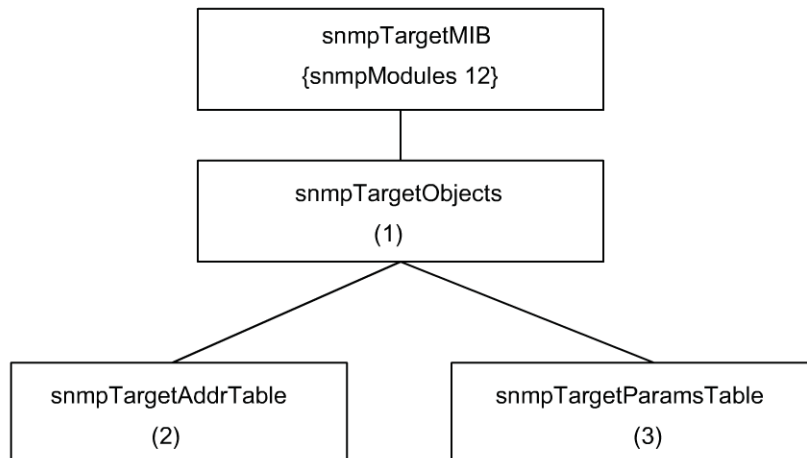 snmpTargetMIB
{snmpModules 12}
snmpTargetObjects
(1)
snmpTargetAddrTable
(2)
snmpTargetParamsTable
(3)